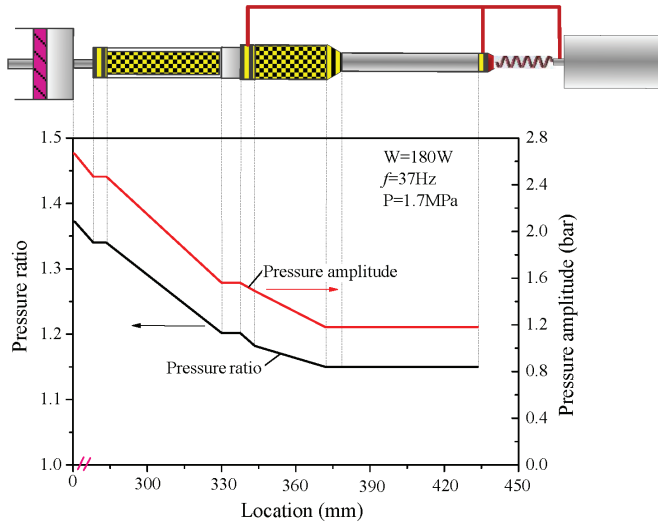 1.5
1.4
1.3
1.2
1.1
1.0
Pressure ratio
2.8
2.4
2.0
1.6
1.2
0.8
0.4
0.0
Pressure amplitude (bar)
W=180W
f=37Hz
P=1.7MPa
Pressure amplitude
Pressure ratio
0 300 330 360 390 420 450
Location (mm)